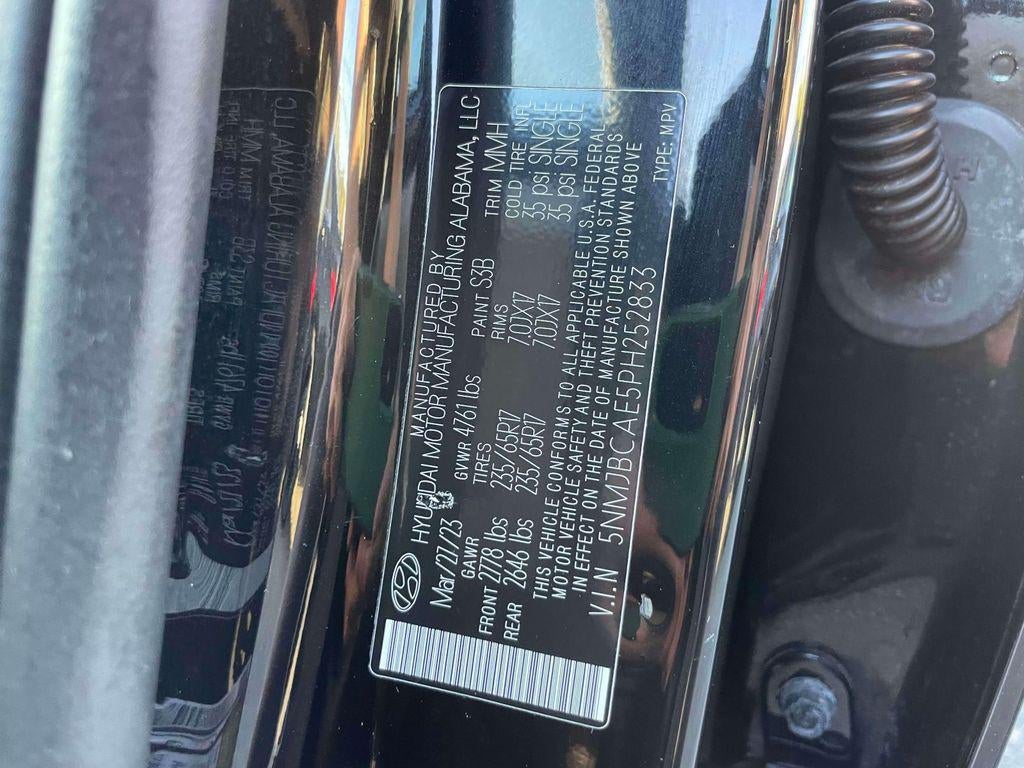 MANUFACTURED BY
HYUNDAI MOTOR MANUFACTURING ALABAMA, LLC
Mar/27/23 GVWR 4761 lbs PAINT S3B TRIM MMH
GAWR TIRES RIMS COLD TIRE INFL
FRONT 2778 lbs 235/65R17 7.0JX17 35 PSI SINGLE
REAR 2646 lbs 235/65R17 7.0JX17 35 PSI SINGLE
THIS VEHICLE CONFORMS TO ALL APPLICABLE U.S.A. FEDERAL
MOTOR VEHICLE SAFETY AND THEFT PREVENTION STANDARDS
IN EFFECT ON THE DATE OF MANUFACTURE SHOWN ABOVE
V.I.N 5NMJBCAE5PH252833 TYPE: MPV